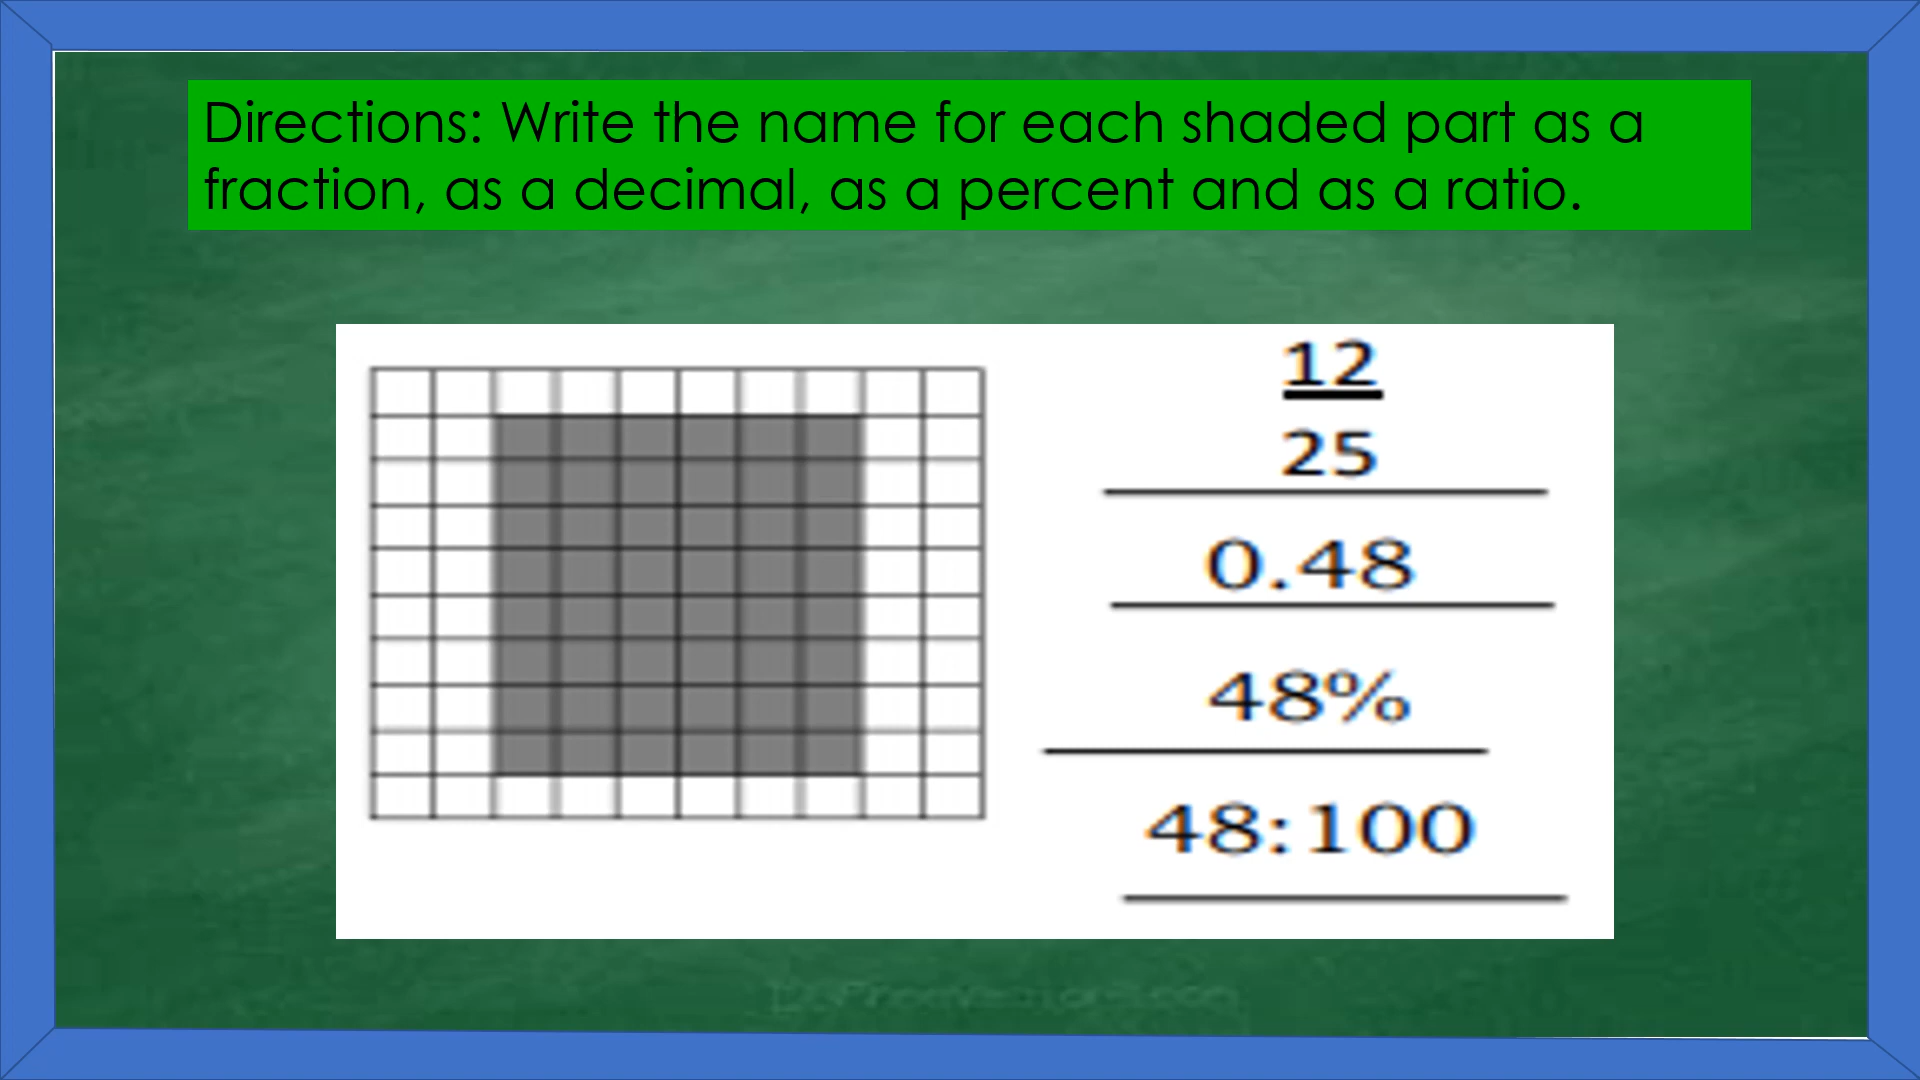 Directions: Write the name for each shaded part as a
fraction, as a decimal, as a percent and as a ratio.
12
25
0.48
48%
48:100